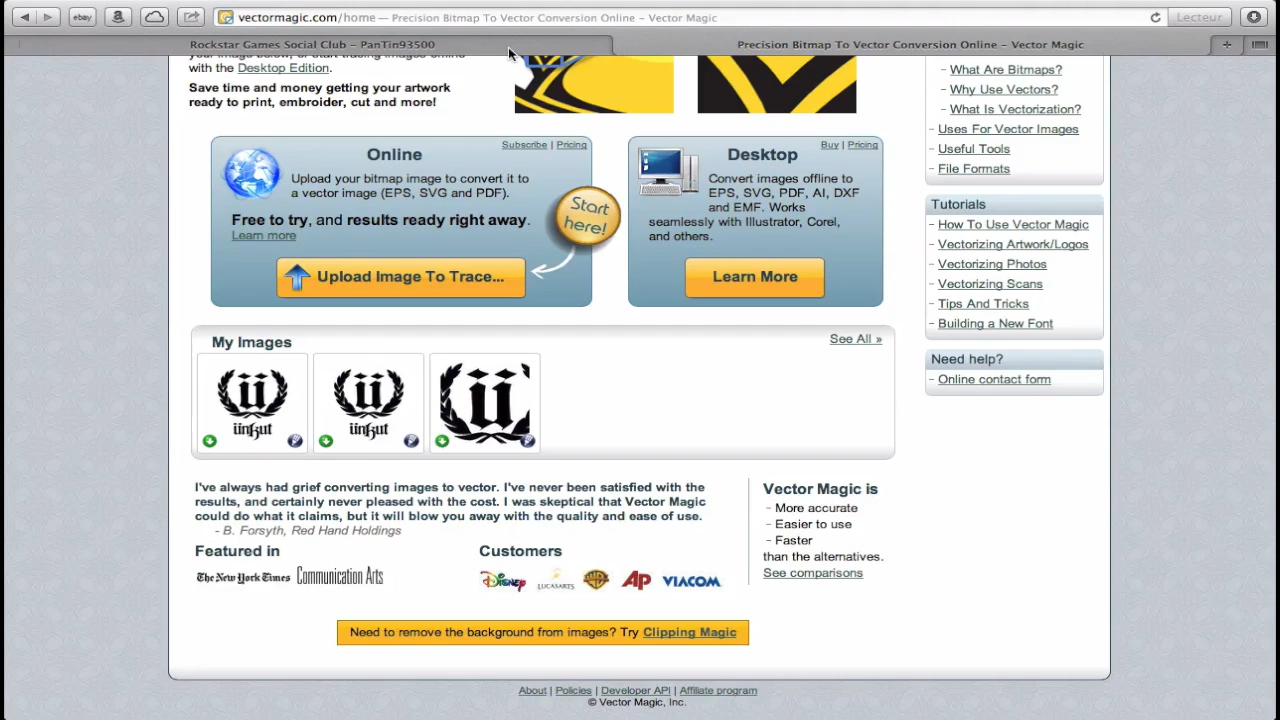 ebay
vectormagic.com/home — Precision Bitmap To Vector Conversion Online – Vector Magic
Lecteur
Rockstar Games Social Club – PanTin93500
Precision Bitmap To Vector Conversion Online – Vector Magic
with the Desktop Edition.
Save time and money getting your artwork
ready to print, embroider, cut and more!
Online
Subscribe | Pricing
Upload your bitmap image to convert it to
a vector image (EPS, SVG and PDF).
Free to try, and results ready right away.
Learn more
Start
here!
Upload Image To Trace...
Desktop
Buy | Pricing
Convert images offline to
EPS, SVG, PDF, AI, DXF
and EMF. Works
seamlessly with Illustrator, Corel,
and others.
Learn More
My Images
See All »
ii
iinkut
ii
iinkut
ii
I've always had grief converting images to vector. I've never been satisfied with the
results, and certainly never pleased with the cost. I was skeptical that Vector Magic
could do what it claims, but it will blow you away with the quality and ease of use.
- B. Forsyth, Red Hand Holdings
Featured in
The New York Times
Communication Arts
Customers
Disney
LUCASARTS
WB
AP
VIACOM
Vector Magic is
- More accurate
- Easier to use
- Faster
than the alternatives.
See comparisons
Need to remove the background from images? Try Clipping Magic
- What Are Bitmaps?
- Why Use Vectors?
- What Is Vectorization?
- Uses For Vector Images
- Useful Tools
- File Formats
Tutorials
- How To Use Vector Magic
- Vectorizing Artwork/Logos
- Vectorizing Photos
- Vectorizing Scans
- Tips And Tricks
- Building a New Font
Need help?
- Online contact form
About | Policies | Developer API | Affiliate program
© Vector Magic, Inc.